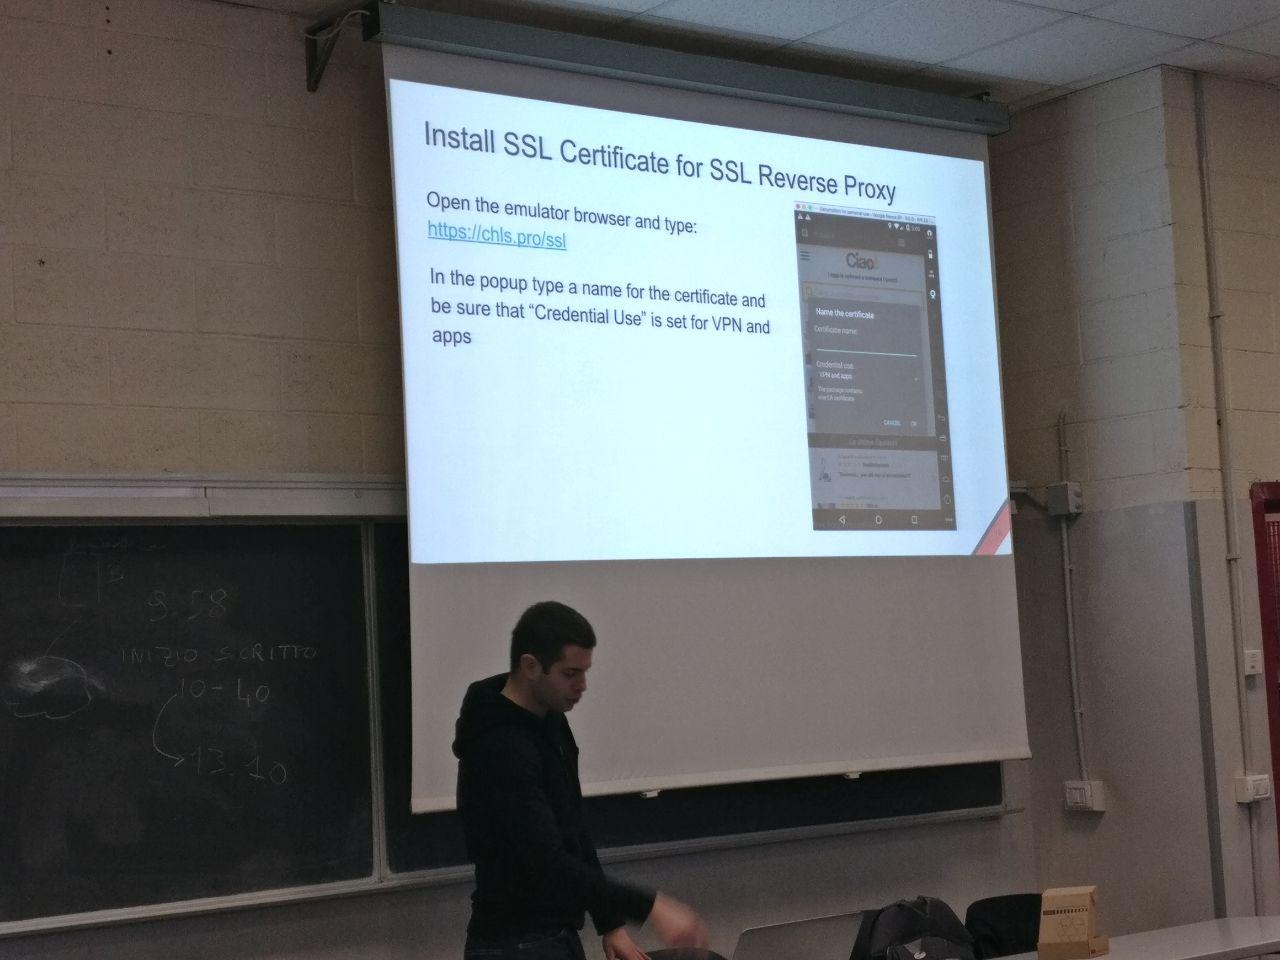 Install SSL Certificate for SSL Reverse Proxy
Open the emulator browser and type:
https://chls.pro/ssl
In the popup type a name for the certificate and
be sure that “Credential Use” is set for VPN and
apps
Ciao!
Name the certificate
Certificate name:
Credential use:
VPN and apps
The package contains:
one CA certificate
CANCEL OK
9.58
INIZIO SCRITTO
10-40
13.10